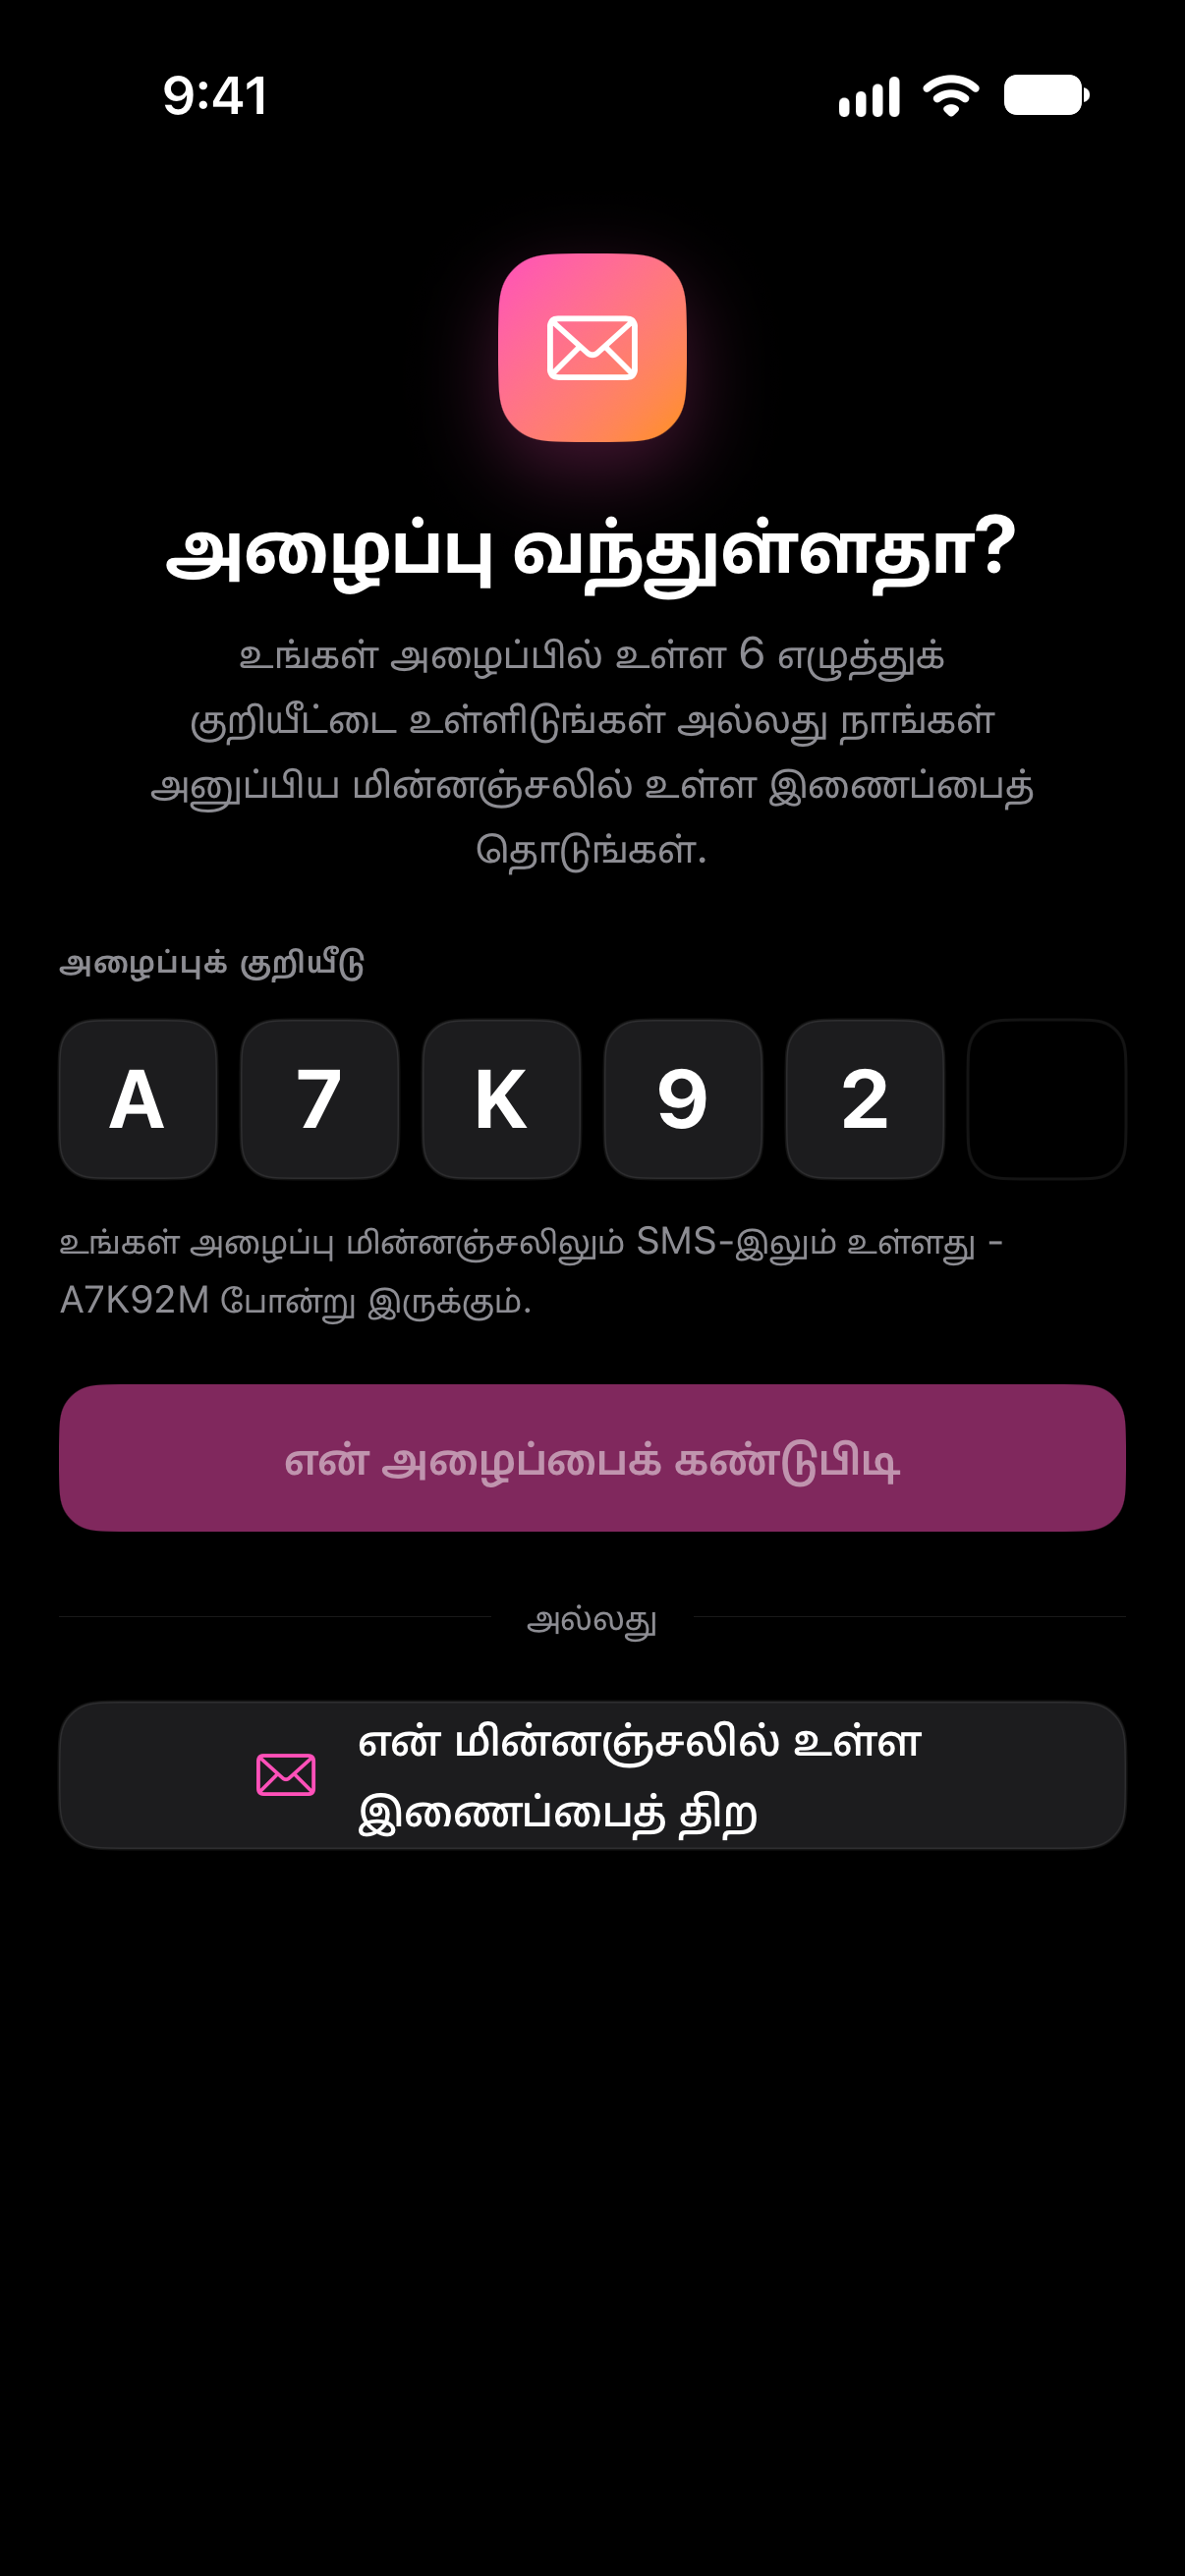 9:41
அழைப்பு வந்துள்ளதா?
உங்கள் அழைப்பில் உள்ள 6 எழுத்துக்
குறியீட்டை உள்ளிடுங்கள் அல்லது நாங்கள்
அனுப்பிய மின்னஞ்சலில் உள்ள இணைப்பைத்
தொடுங்கள்.
அழைப்புக் குறியீடு
A 7 K 9 2
உங்கள் அழைப்பு மின்னஞ்சலிலும் SMS-இலும் உள்ளது -
A7K92M போன்று இருக்கும்.
என் அழைப்பைக் கண்டுபிடி
அல்லது
என் மின்னஞ்சலில் உள்ள
இணைப்பைத் திற